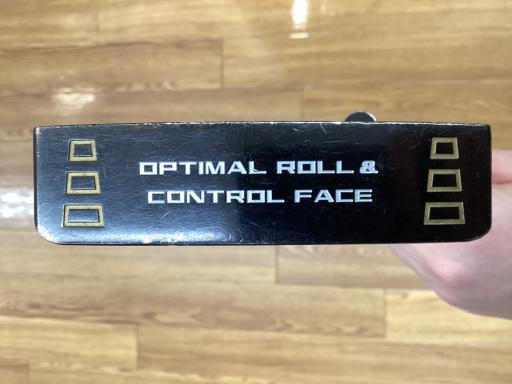 OPTIMAL ROLL &
CONTROL FACE